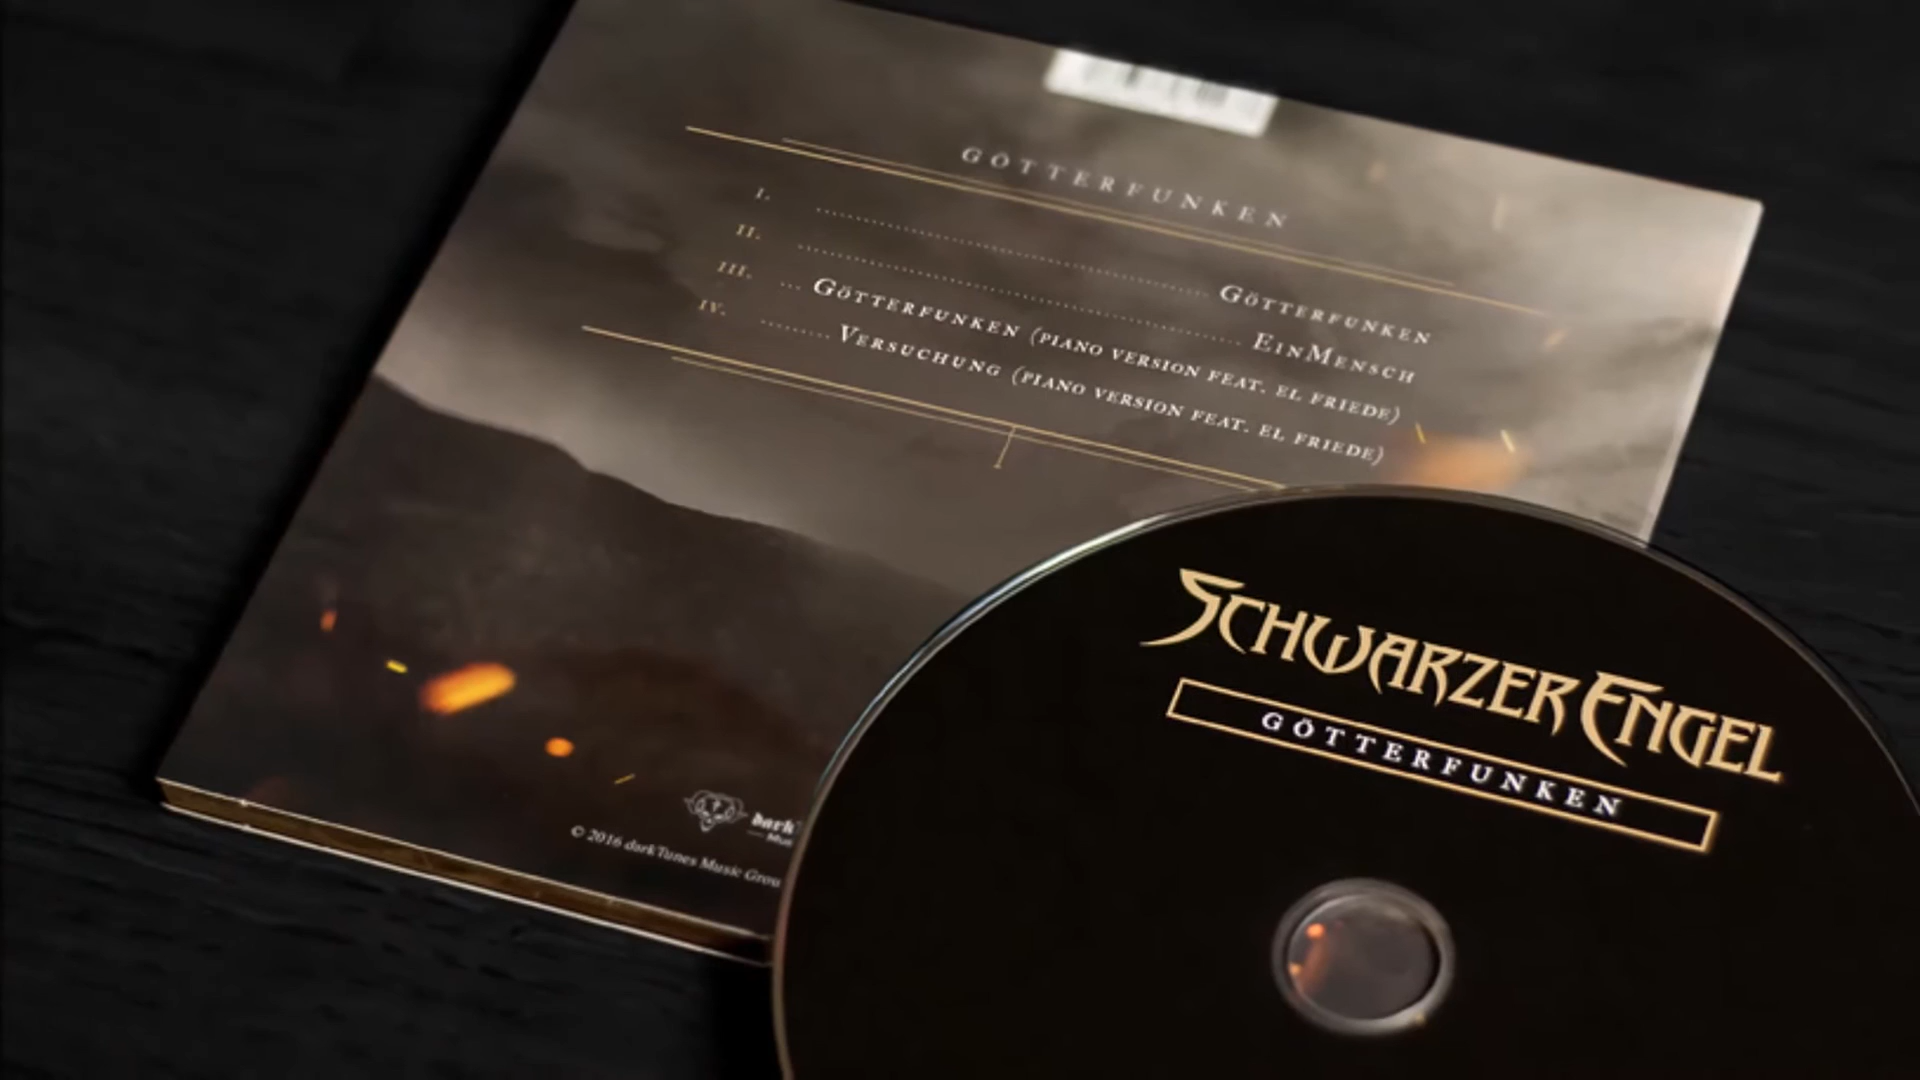 GÖTTERFUNKEN
I. ........ GÖTTERFUNKEN
II. ........ EINMENSCH
III. ... GÖTTERFUNKEN (PIANO VERSION FEAT. EL FRIEDE)
IV. ........ VERSUCHUNG (PIANO VERSION FEAT. EL FRIEDE)
dark
© 2016 darkTunes Music
SCHWARZER ENGEL
GÖTTERFUNKEN